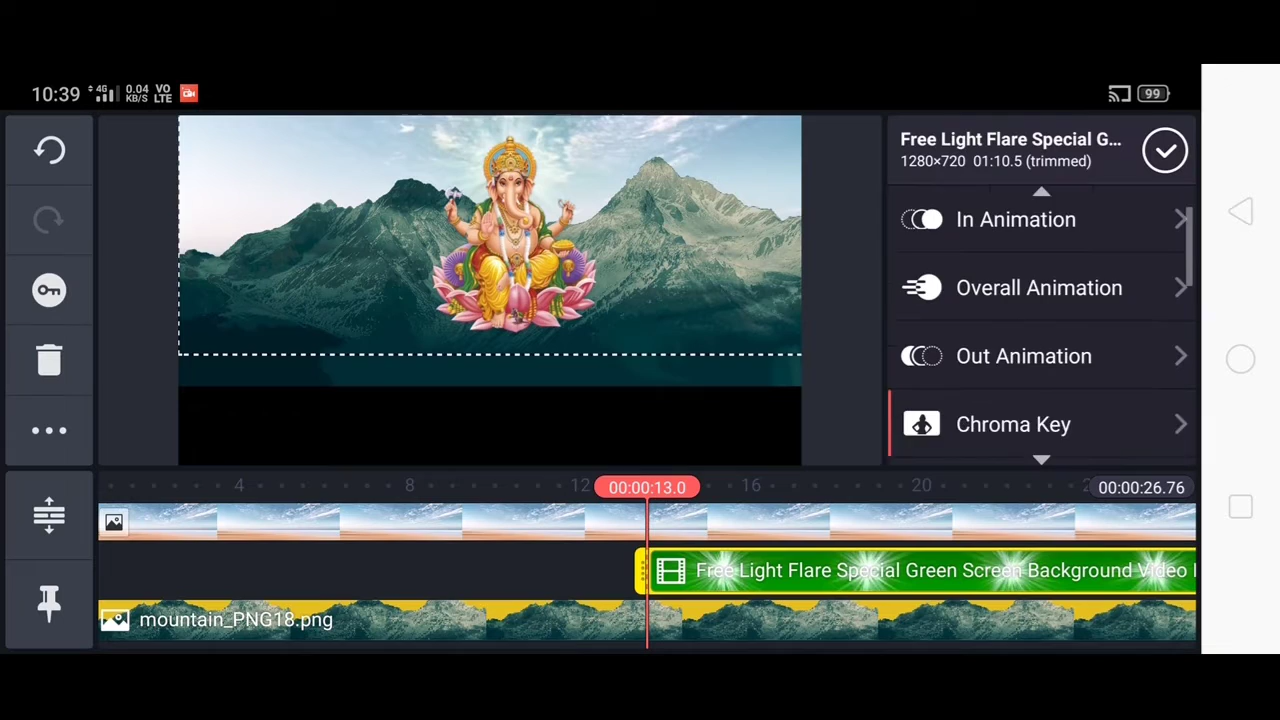 10:39 4G 0.04 KB/S VO LTE 99
Free Light Flare Special G...
1280×720 01:10.5 (trimmed)
In Animation
Overall Animation
Out Animation
Chroma Key
4 8 12 00:00:13.0 16 20 00:00:26.76
Free Light Flare Special Green Screen Background Video
mountain_PNG18.png